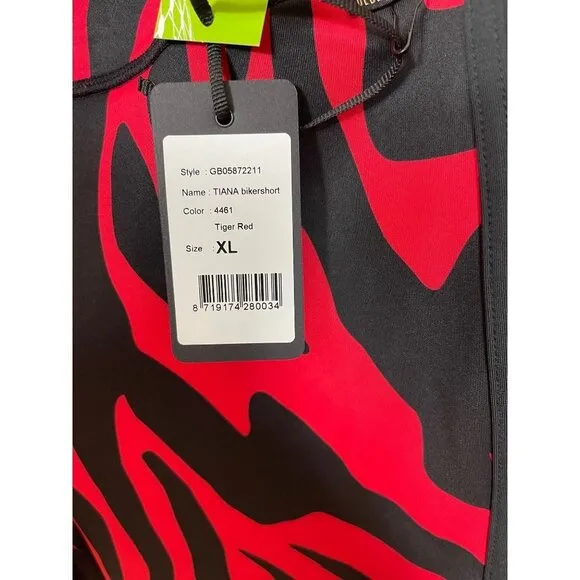 Style : GB05872211
Name : TIANA bikershort
Color : 4461
Tiger Red
Size : XL
8 719174 280034